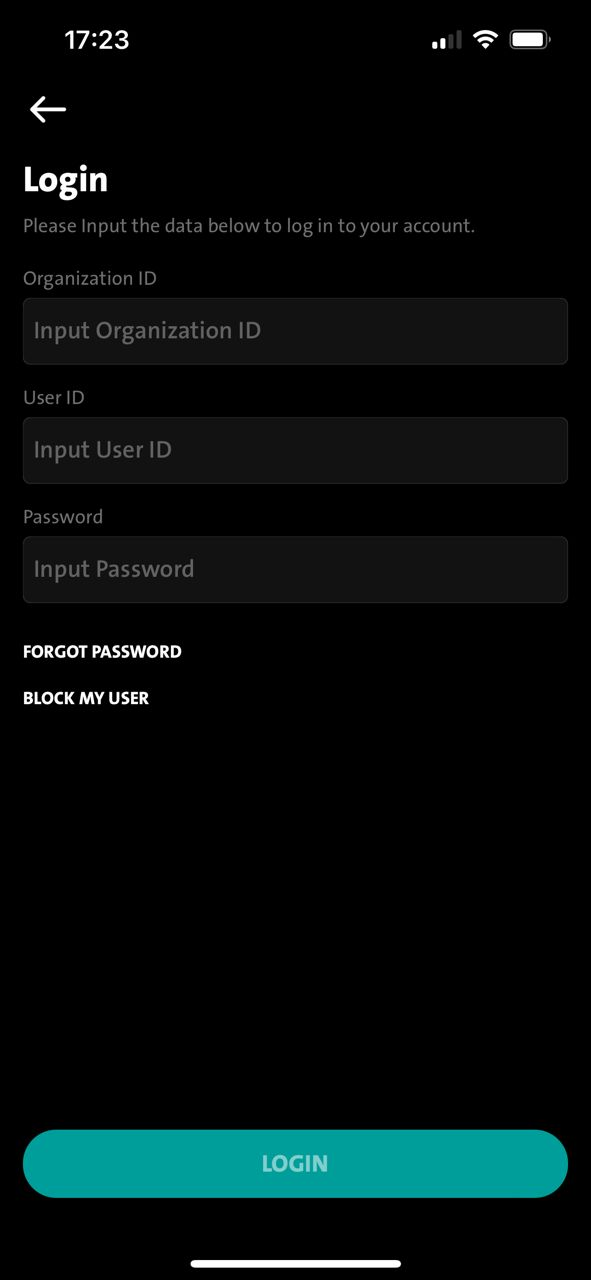 17:23
Login
Please Input the data below to log in to your account.
Organization ID
Input Organization ID
User ID
Input User ID
Password
Input Password
FORGOT PASSWORD
BLOCK MY USER
LOGIN